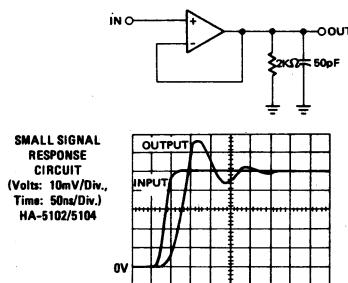 IN
OUT
+
−
2KΩ
50pF
SMALL SIGNAL
RESPONSE
CIRCUIT
(Volts: 10mV/Div.,
Time: 50ns/Div.)
HA-5102/5104
OUTPUT
INPUT
0V